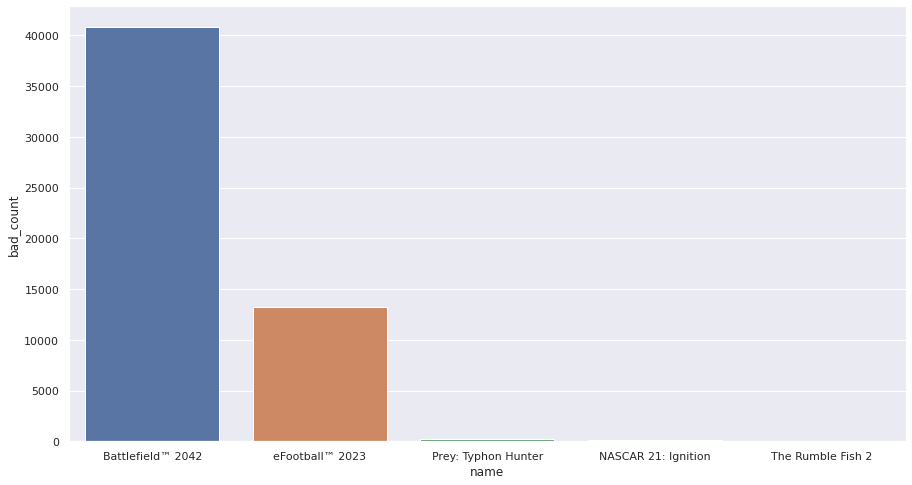 40000
35000
30000
25000
20000
15000
10000
5000
0
bad_count
Battlefield™ 2042
eFootball™ 2023
Prey: Typhon Hunter
NASCAR 21: Ignition
The Rumble Fish 2
name